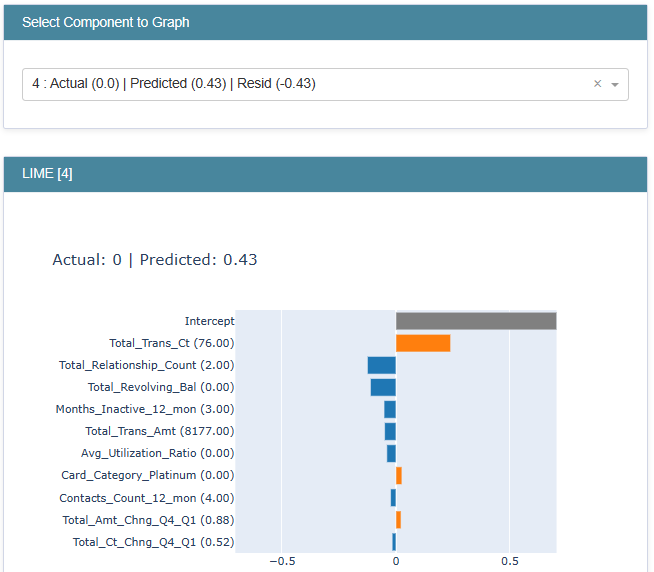 Select Component to Graph
4 : Actual (0.0) | Predicted (0.43) | Resid (-0.43)
×
LIME [4]
Actual: 0 | Predicted: 0.43
Intercept
Total_Trans_Ct (76.00)
Total_Relationship_Count (2.00)
Total_Revolving_Bal (0.00)
Months_Inactive_12_mon (3.00)
Total_Trans_Amt (8177.00)
Avg_Utilization_Ratio (0.00)
Card_Category_Platinum (0.00)
Contacts_Count_12_mon (4.00)
Total_Amt_Chng_Q4_Q1 (0.88)
Total_Ct_Chng_Q4_Q1 (0.52)
−0.5 0 0.5